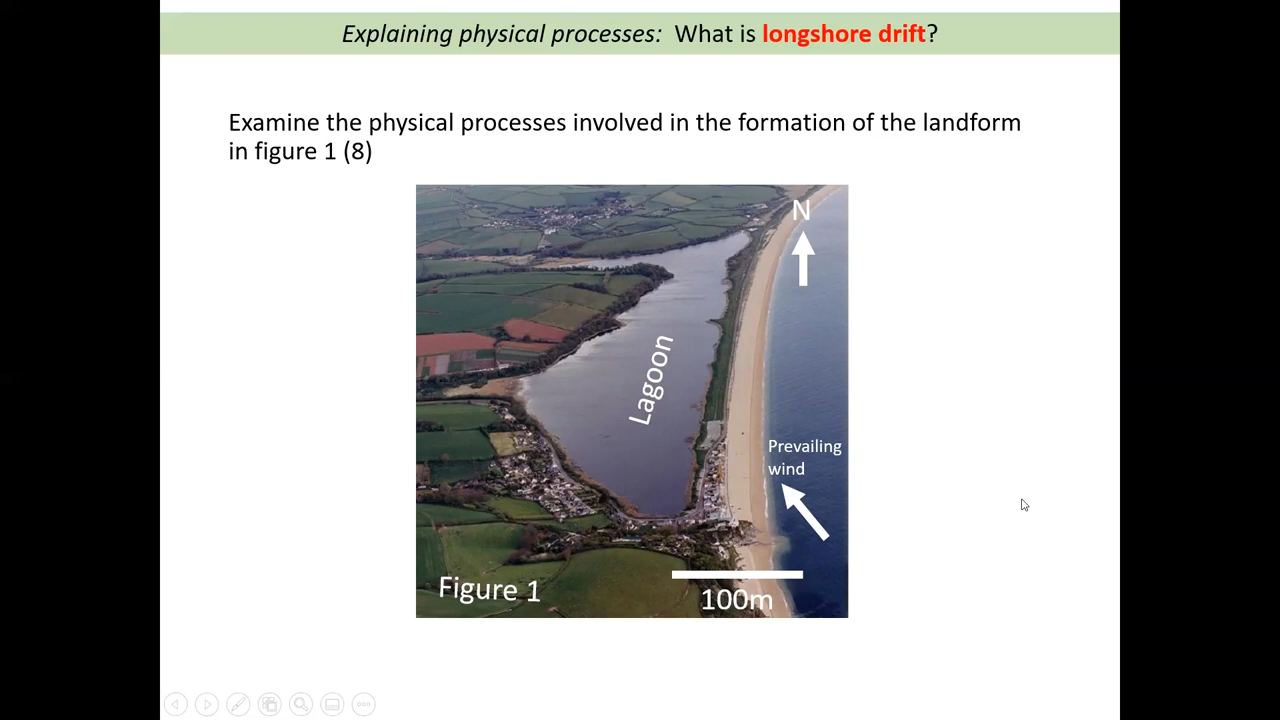 Explaining physical processes: What is longshore drift?
Examine the physical processes involved in the formation of the landform
in figure 1 (8)
N
Lagoon
Prevailing
wind
Figure 1
100m